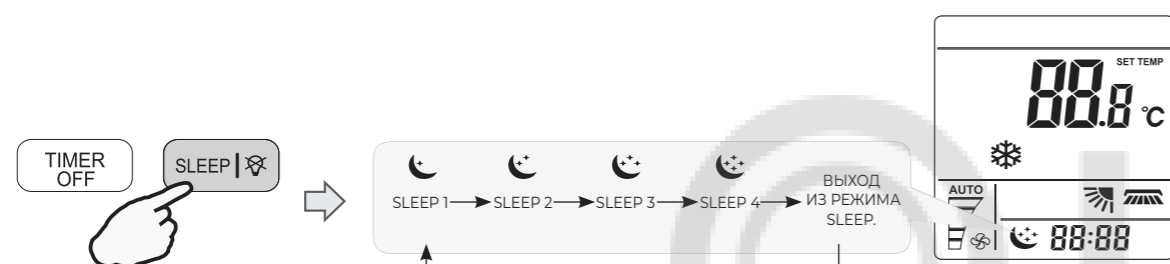 SET TEMP
88.8 °C
TIMER
OFF
SLEEP
SLEEP 1
SLEEP 2
SLEEP 3
SLEEP 4
ВЫХОД
ИЗ РЕЖИМА
SLEEP.
AUTO
88:88